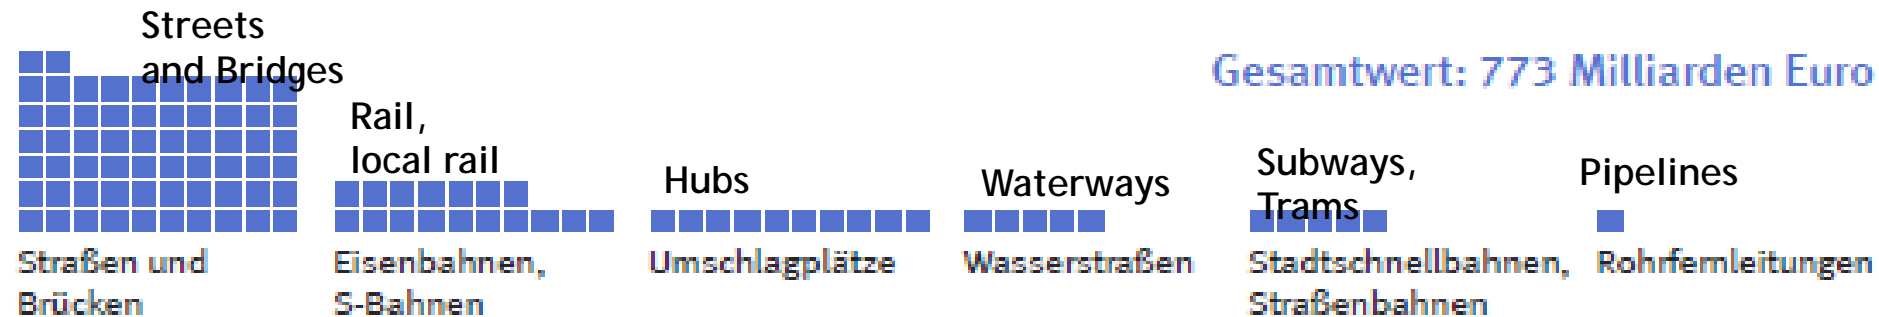 Streets
and Bridges
Gesamtwert: 773 Milliarden Euro
Rail,
local rail
Hubs
Waterways
Subways,
Trams
Pipelines
Straßen und
Brücken
Eisenbahnen,
S-Bahnen
Umschlagplätze
Wasserstraßen
Stadtschnellbahnen,
Straßenbahnen
Rohrfernleitungen